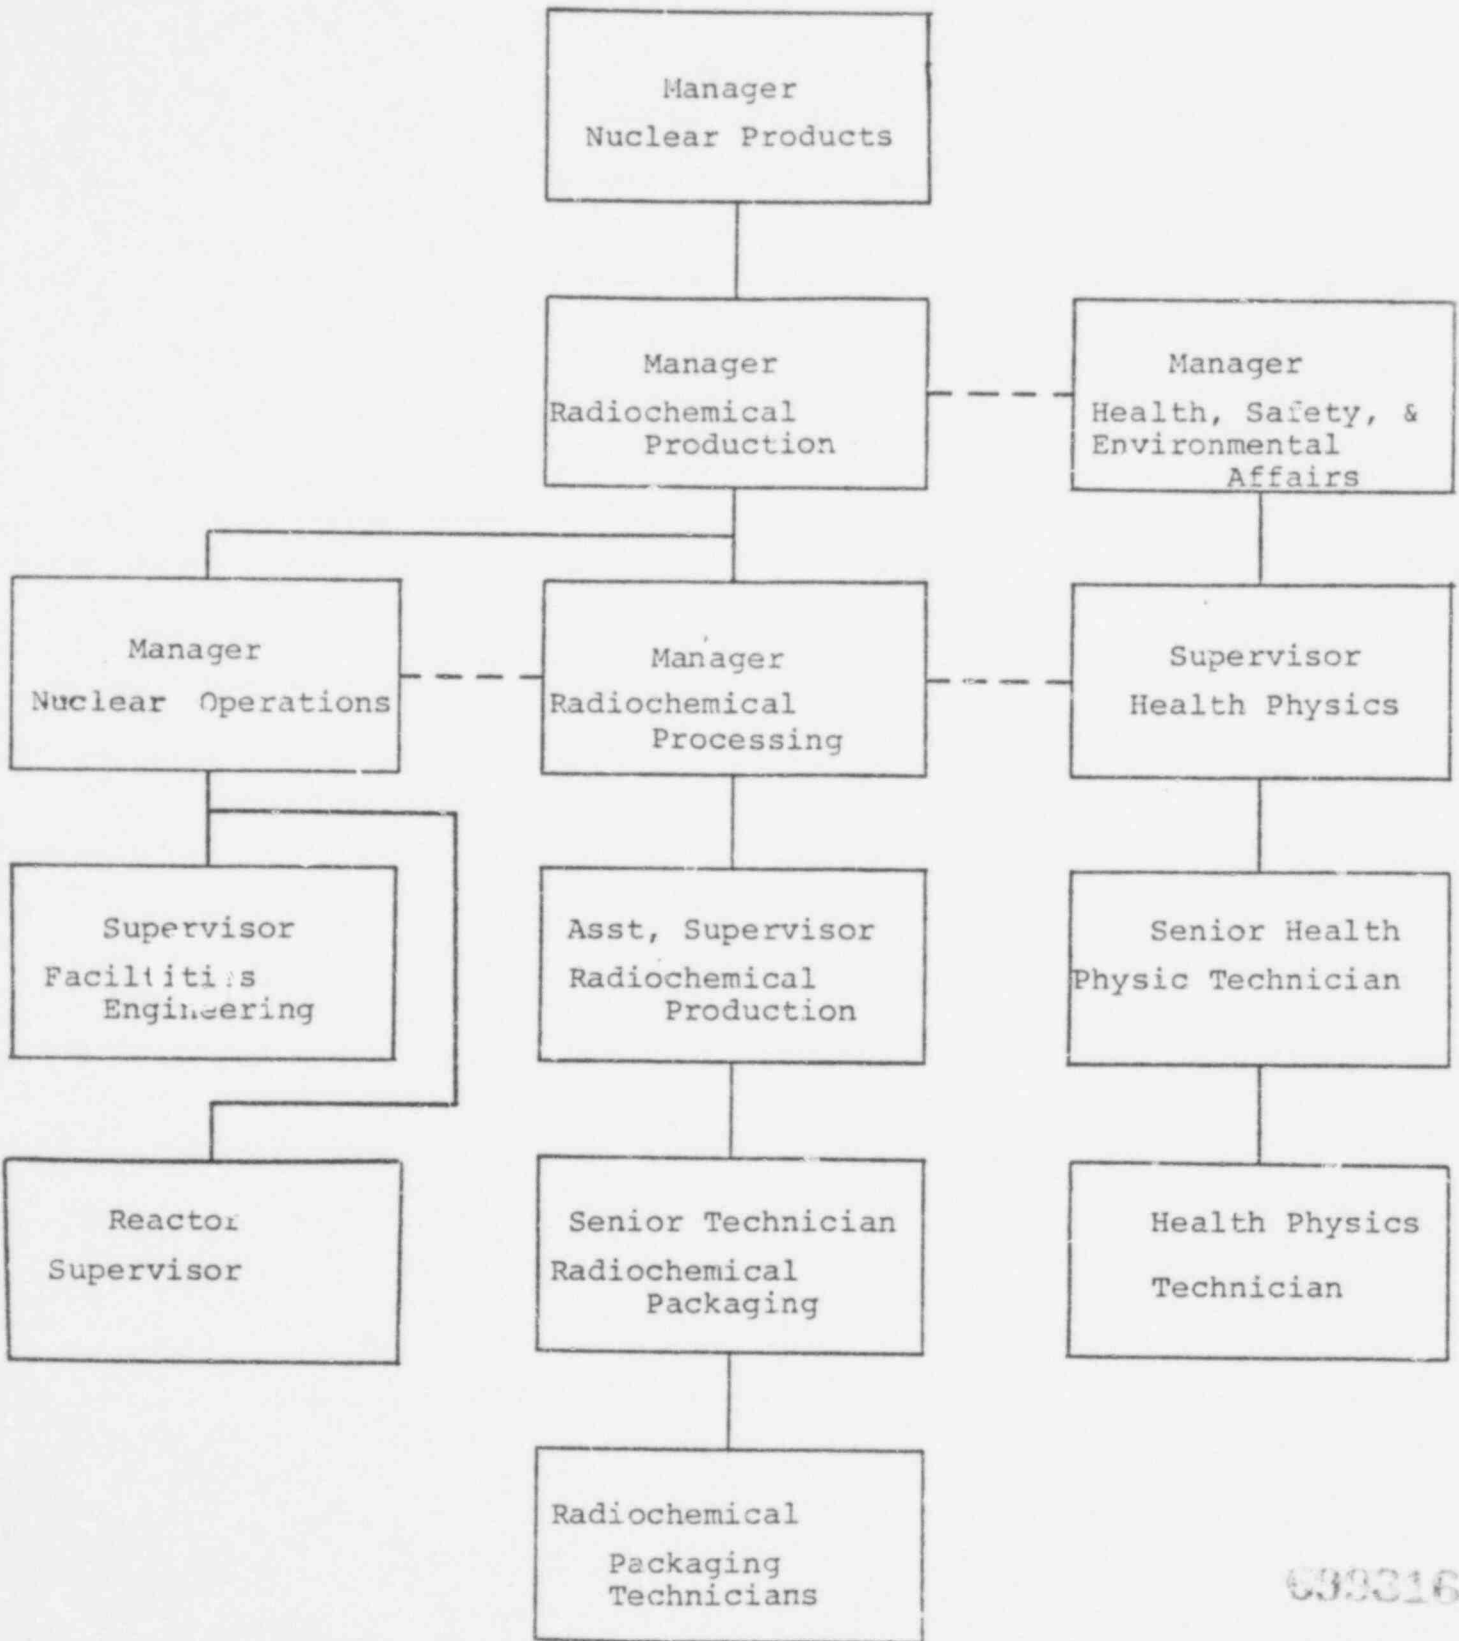 Manager
Nuclear Products
Manager
Radiochemical
Production
Manager
Health, Safety, &
Environmental
Affairs
Manager
Nuclear Operations
Manager
Radiochemical
Processing
Supervisor
Health Physics
Supervisor
Engineering
Asst, Supervisor
Radiochemical
Production
Senior Health
Physic Technician
Reactor
Supervisor
Senior Technician
Radiochemical
Packaging
Health Physics
Technician
Radiochemical
Packaging
Technicians